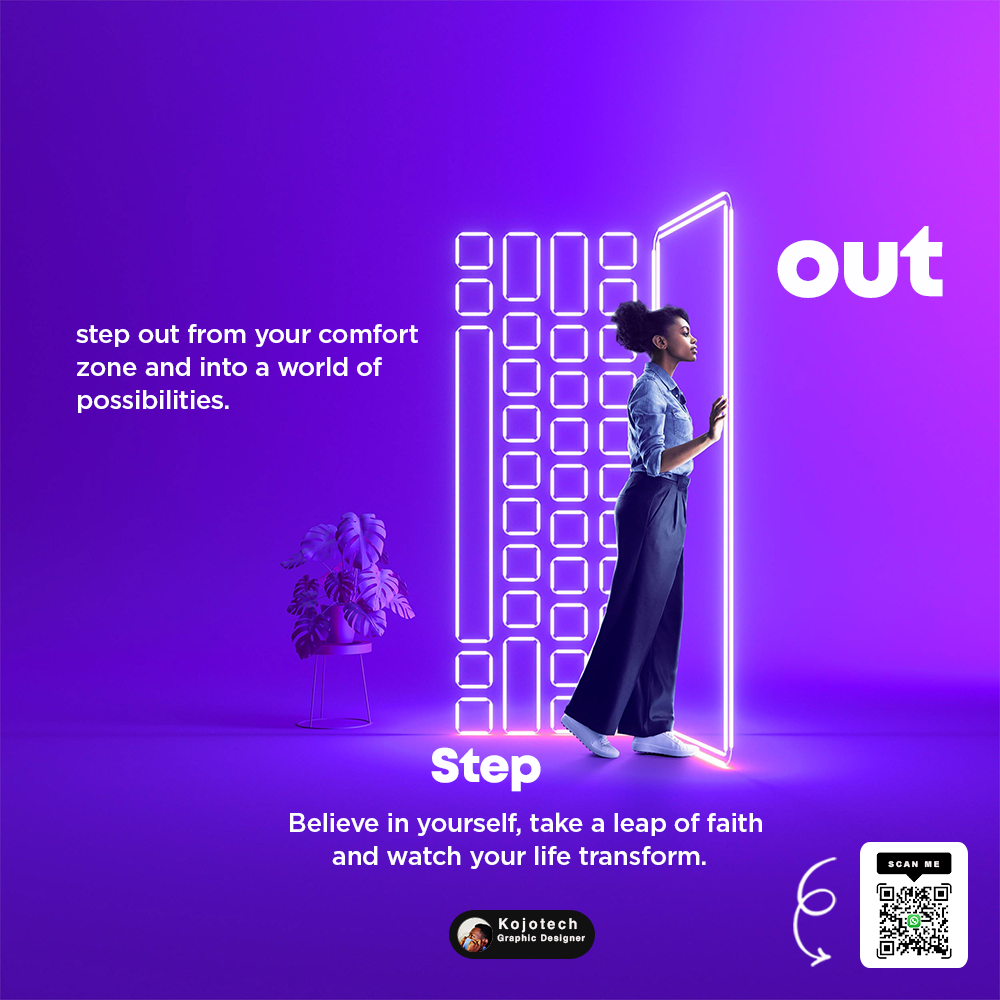 out
step out from your comfort
zone and into a world of
possibilities.
Step
Believe in yourself, take a leap of faith
and watch your life transform.
SCAN ME
Kojotech
Graphic Designer